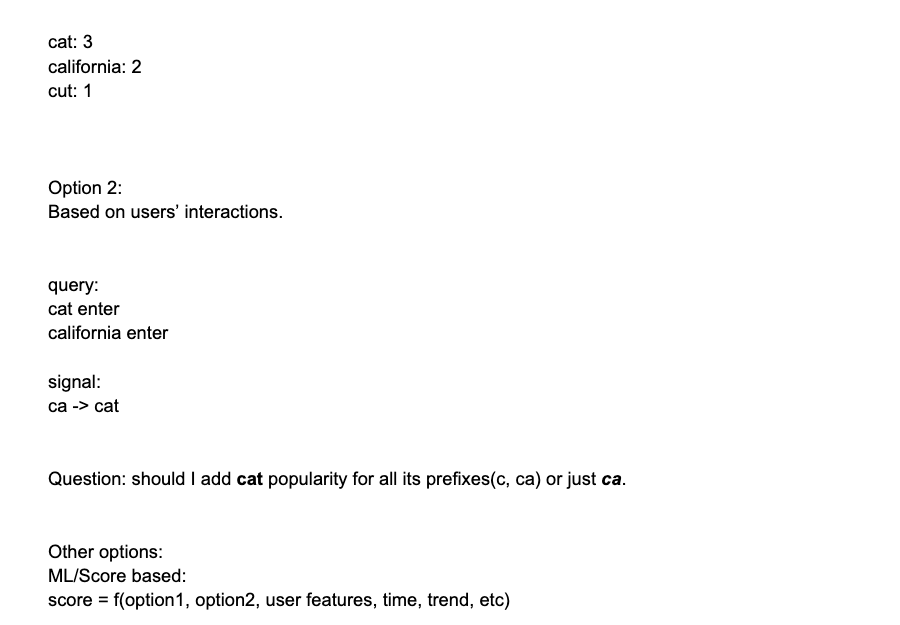 cat: 3
california: 2
cut: 1
Option 2:
Based on users’ interactions.
query:
cat enter
california enter
signal:
ca -> cat
Question: should I add cat popularity for all its prefixes(c, ca) or just ca.
Other options:
ML/Score based:
score = f(option1, option2, user features, time, trend, etc)